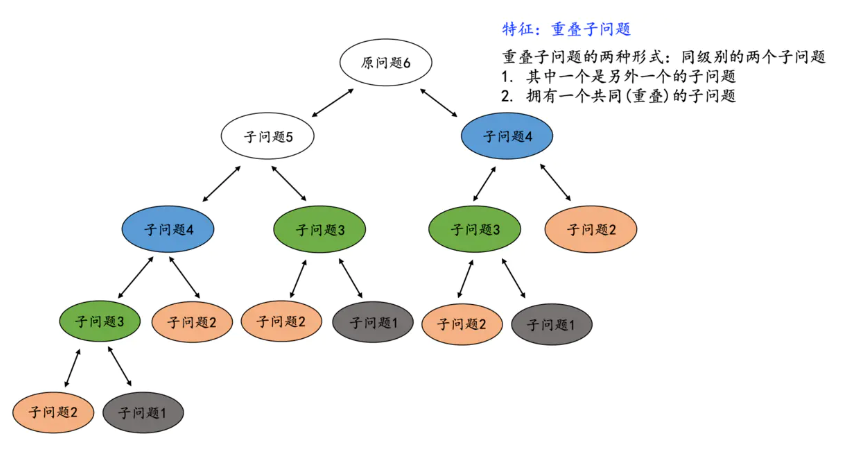 特征：重叠子问题
重叠子问题的两种形式：同级别的两个子问题
1. 其中一个是另外一个的子问题
2. 拥有一个共同(重叠)的子问题
原问题6
子问题5
子问题4
子问题4
子问题3
子问题3
子问题2
子问题3
子问题2
子问题2
子问题1
子问题2
子问题1
子问题2
子问题1